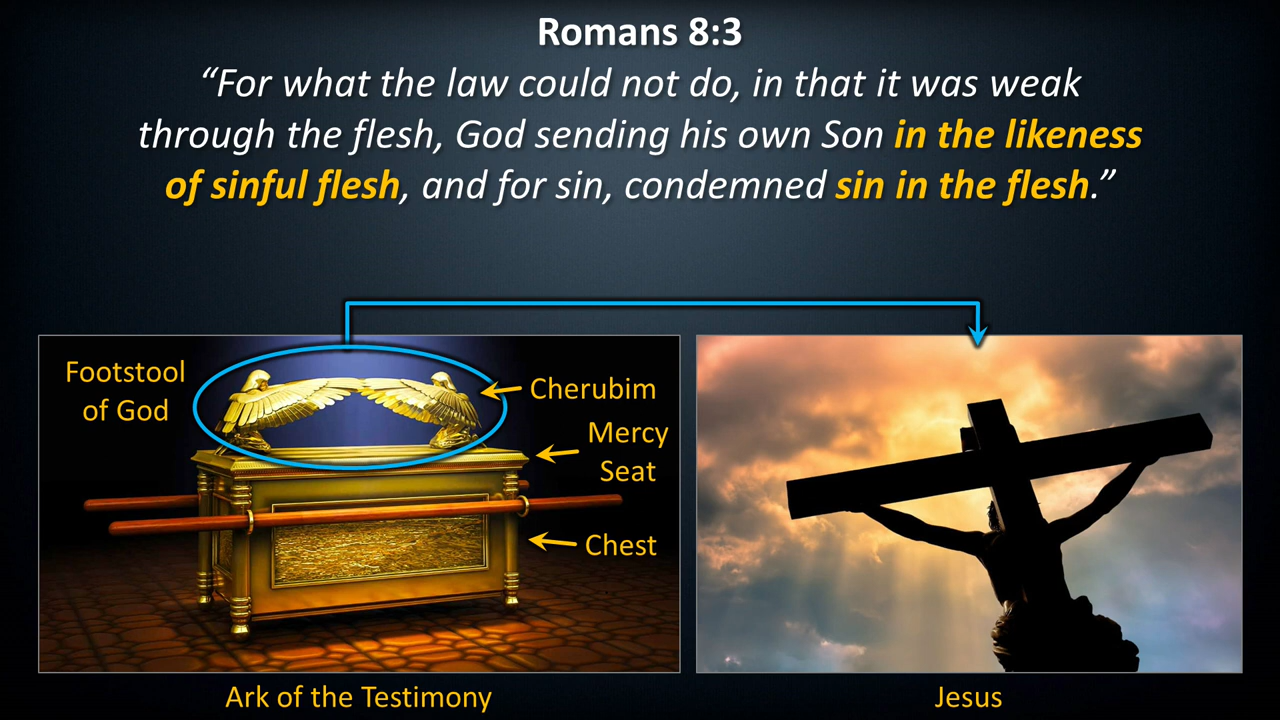 Romans 8:3
“For what the law could not do, in that it was weak
through the flesh, God sending his own Son in the likeness
of sinful flesh, and for sin, condemned sin in the flesh.”
Footstool
of God
Cherubim
Mercy
Seat
Chest
Ark of the Testimony
Jesus